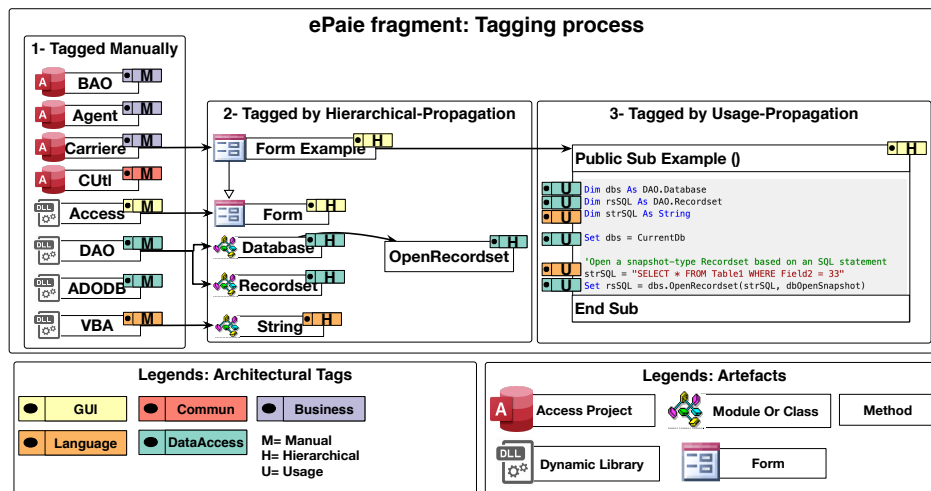 ePaie fragment: Tagging process
1- Tagged Manually
A
BAO
M
A
Agent
M
A
Carriere
M
A
CUtl
M
DLL
Access
M
DLL
DAO
M
DLL
ADODB
M
DLL
VBA
M
2- Tagged by Hierarchical-Propagation
Form Example
H
Form
H
Database
H
OpenRecordset
H
Recordset
H
String
H
3- Tagged by Usage-Propagation
H
Public Sub Example ()
U Dim dbs As DAO.Database
U Dim rsSQL As DAO.Recordset
U Dim strSQL As String
U Set dbs = CurrentDb
'Open a snapshot-type Recordset based on an SQL statement
U strSQL = "SELECT * FROM Table1 WHERE Field2 = 33"
U Set rsSQL = dbs.OpenRecordset(strSQL, dbOpenSnapshot)
End Sub
Legends: Architectural Tags
GUI
Commun
Business
Language
DataAccess
M= Manual
H= Hierarchical
U= Usage
Legends: Artefacts
A
Access Project
Module Or Class
Method
DLL
Dynamic Library
Form